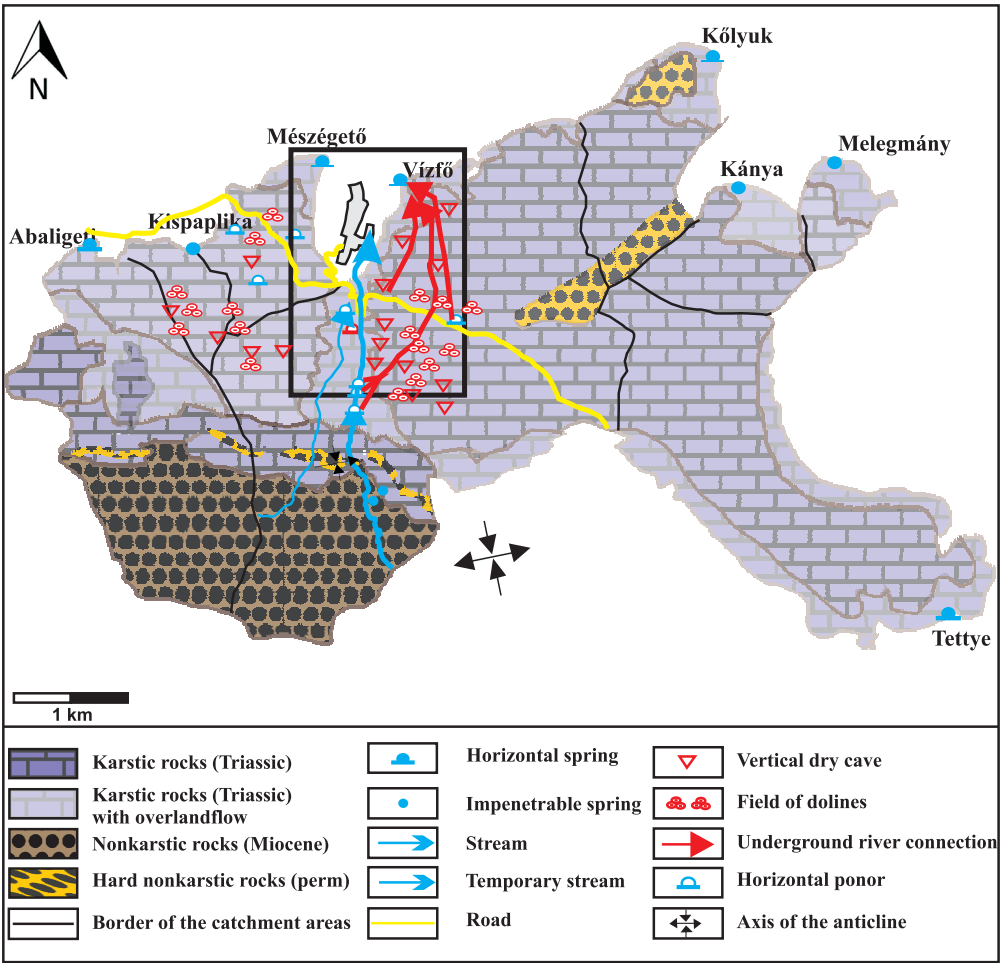 N
Kőlyuk
Mészégető
Melegmány
Vízfő
Kánya
Kispaplika
Abaligeti
Tettye
1 km
Karstic rocks (Triassic)
Karstic rocks (Triassic)
with overlandflow
Nonkarstic rocks (Miocene)
Hard nonkarstic rocks (perm)
Border of the catchment areas
Horizontal spring
Impenetrable spring
Stream
Temporary stream
Road
Vertical dry cave
Field of dolines
Underground river connection
Horizontal ponor
Axis of the anticline